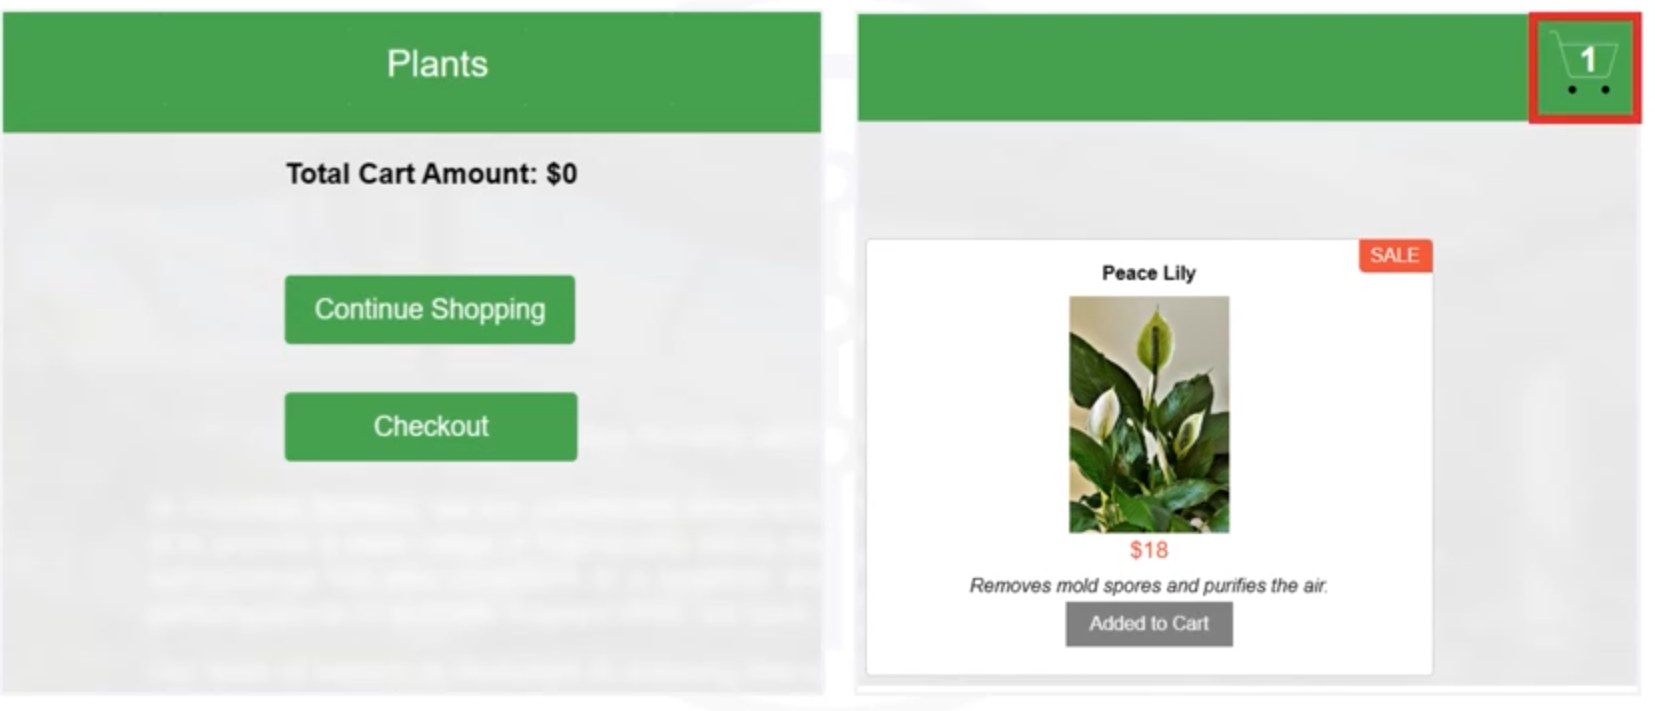 Plants
Total Cart Amount: $0
Continue Shopping
Checkout
1
SALE
Peace Lily
$18
Removes mold spores and purifies the air.
Added to Cart